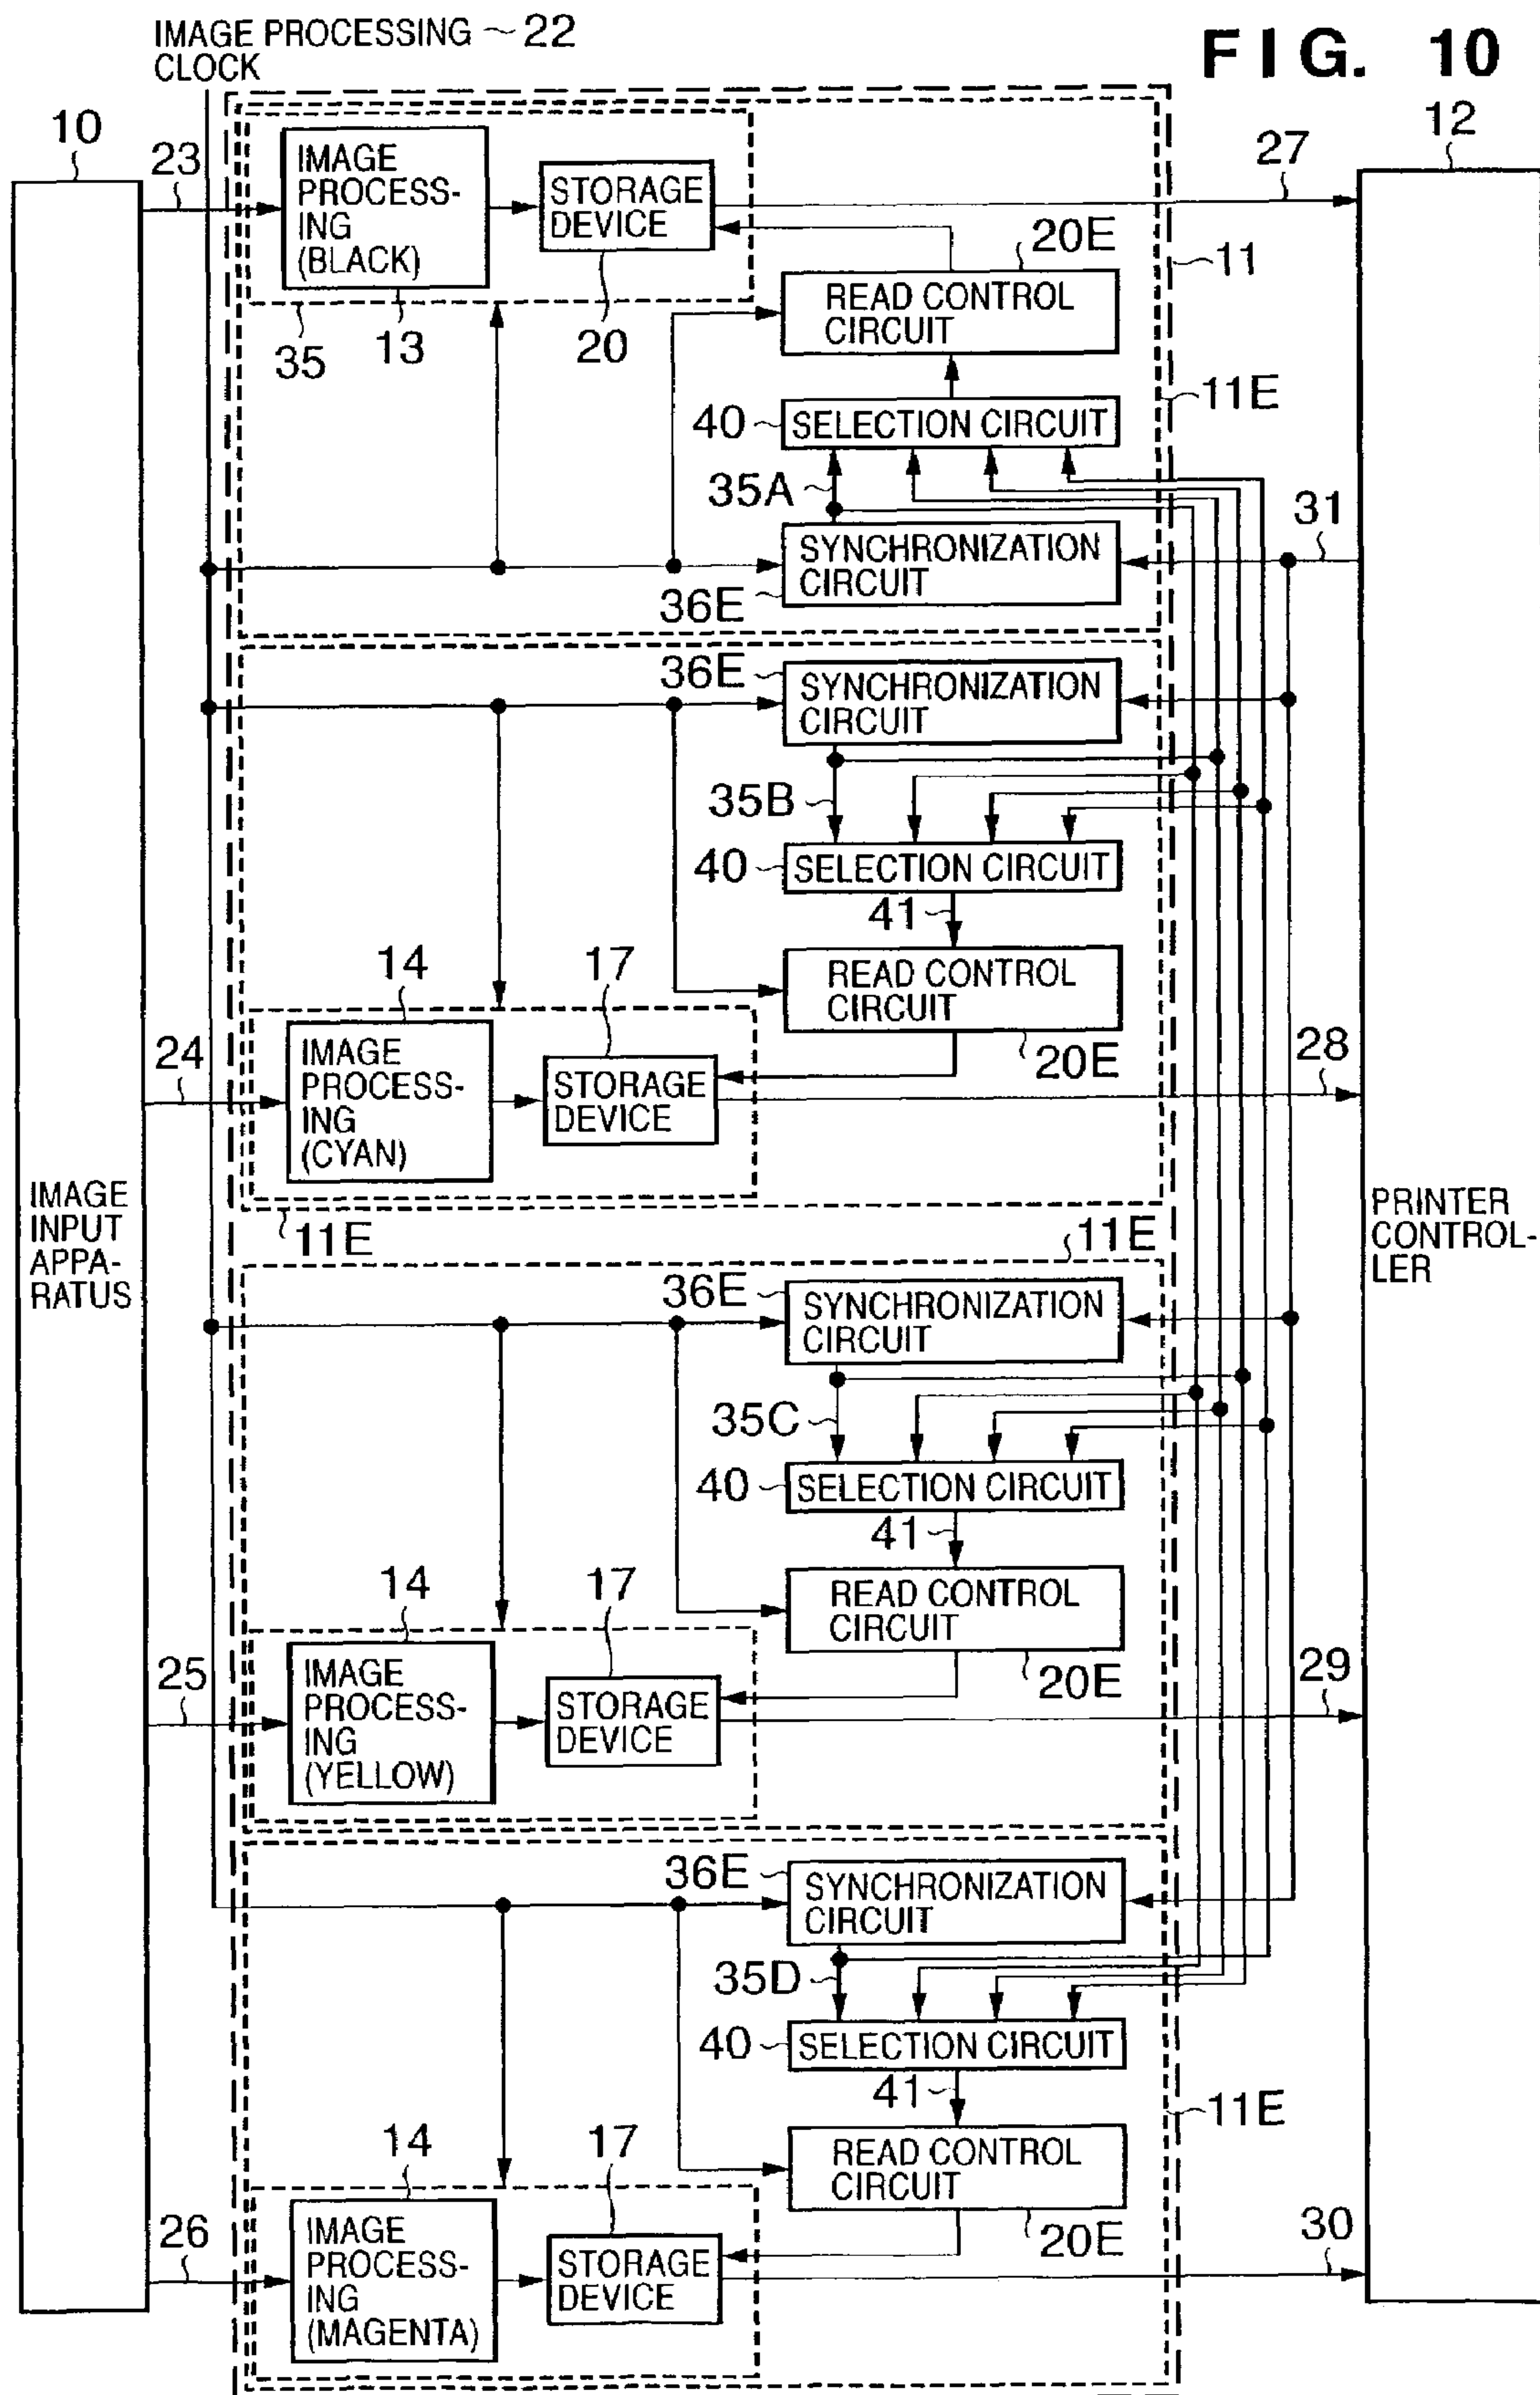 IMAGE PROCESSING 22
CLOCK
FIG. 10
10
23
IMAGE
PROCESS-
ING
(BLACK)
STORAGE
DEVICE
27
12
20E
11
READ CONTROL
CIRCUIT
35
13
20
11E
40
SELECTION CIRCUIT
35A
31
SYNCHRONIZATION
CIRCUIT
36E
36E
SYNCHRONIZATION
CIRCUIT
35B
40
SELECTION CIRCUIT
41
14
17
READ CONTROL
CIRCUIT
24
IMAGE
PROCESS-
ING
(CYAN)
STORAGE
DEVICE
20E
28
IMAGE
INPUT
APPA-
RATUS
PRINTER
CONTROL-
LER
11E
11E
36E
SYNCHRONIZATION
CIRCUIT
35C
40
SELECTION CIRCUIT
41
14
17
READ CONTROL
CIRCUIT
25
IMAGE
PROCESS-
ING
(YELLOW)
STORAGE
DEVICE
20E
29
36E
SYNCHRONIZATION
CIRCUIT
35D
40
SELECTION CIRCUIT
41
11E
14
17
READ CONTROL
CIRCUIT
26
IMAGE
PROCESS-
ING
(MAGENTA)
STORAGE
DEVICE
20E
30